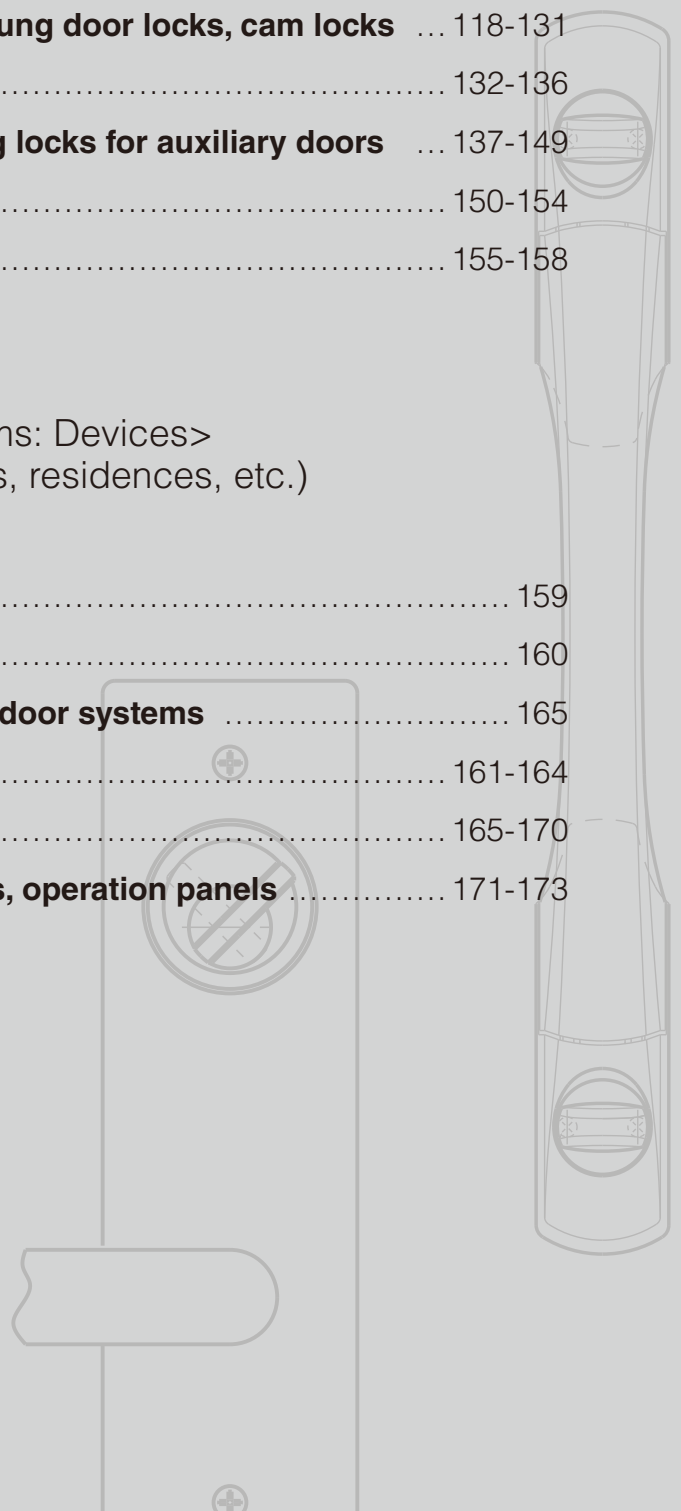 ung door locks, cam locks ... 118-131
132-136
g locks for auxiliary doors ... 137-149
150-154
155-158
ns: Devices>
s, residences, etc.)
159
160
door systems 165
161-164
165-170
s, operation panels 171-173